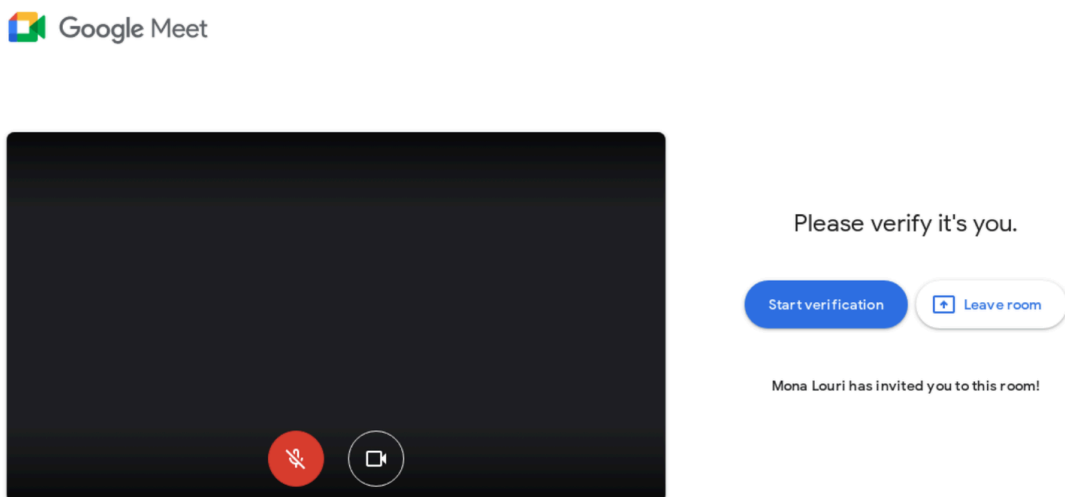 Google Meet
Please verify it's you.
Start verification
Leave room
Mona Louri has invited you to this room!